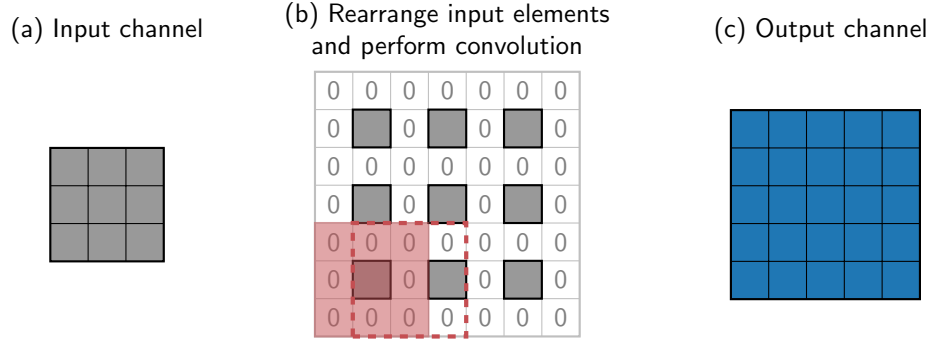 (a) Input channel
(b) Rearrange input elements
and perform convolution
(c) Output channel
0 0 0 0 0 0 0
0 0 0 0
0 0 0 0 0 0 0
0 0 0 0
0 0 0 0 0 0 0
0 0 0 0
0 0 0 0 0 0 0